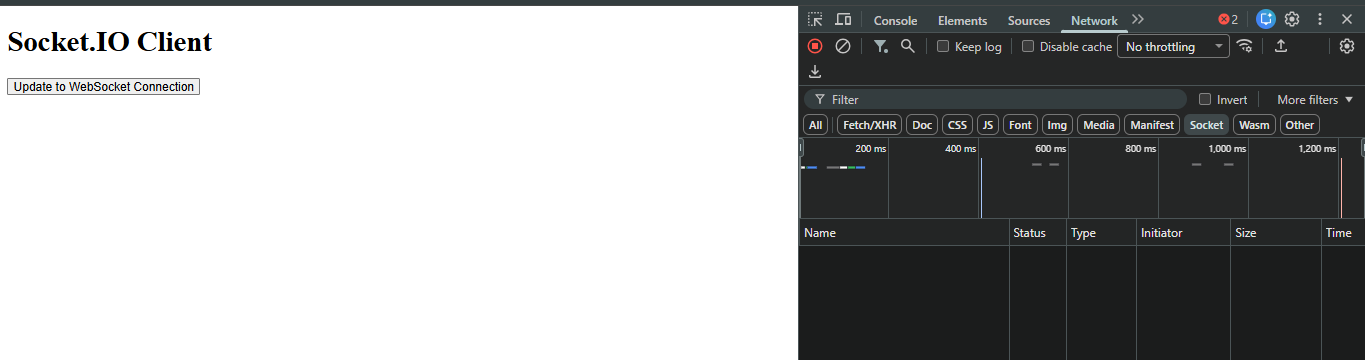 Socket.IO Client
Update to WebSocket Connection
Console Elements Sources Network 2
Keep log Disable cache No throttling
Filter Invert More filters
All Fetch/XHR Doc CSS JS Font Img Media Manifest Socket Wasm Other
200 ms 400 ms 600 ms 800 ms 1,000 ms 1,200 ms
Name Status Type Initiator Size Time